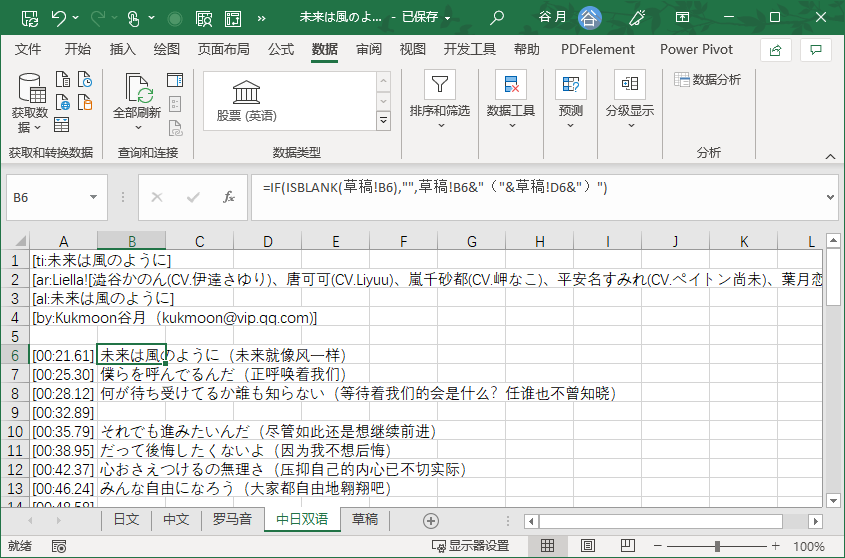 未来は風のよ... - 已保存
谷 月 谷
文件 开始 插入 绘图 页面布局 公式 数据 审阅 视图 开发工具 帮助 PDFelement Power Pivot
获取数据
全部刷新
股票 (英语)
排序和筛选
数据工具
预测
分级显示
数据分析
获取和转换数据 查询和连接 数据类型 分析
B6 fx =IF(ISBLANK(草稿!B6),"",草稿!B6&"（"&草稿!D6&"）")
A B C D E F G H I J K L
1 [ti:未来は風のように]
2 [ar:Liella![澁谷かのん(CV.伊達さゆり)、唐可可(CV.Liyuu)、嵐千砂都(CV.岬なこ)、平安名すみれ(CV.ペイトン尚未)、葉月恋
3 [al:未来は風のように]
4 [by:Kukmoon谷月（kukmoon@vip.qq.com)]
5
6 [00:21.61] 未来は風のように（未来就像风一样）
7 [00:25.30] 僕らを呼んでるんだ（正呼唤着我们）
8 [00:28.12] 何が待ち受けてるか誰も知らない（等待着我们的会是什么？任谁也不曾知晓）
9 [00:32.89]
10 [00:35.79] それでも進みたいんだ（尽管如此还是想继续前进）
11 [00:38.95] だって後悔したくないよ（因为我不想后悔）
12 [00:42.37] 心おさえつけるの無理さ（压抑自己的内心已不切实际）
13 [00:46.24] みんな自由になろう（大家都自由地翱翔吧）
日文 中文 罗马音 中日双语 草稿
就绪 显示器设置 100%